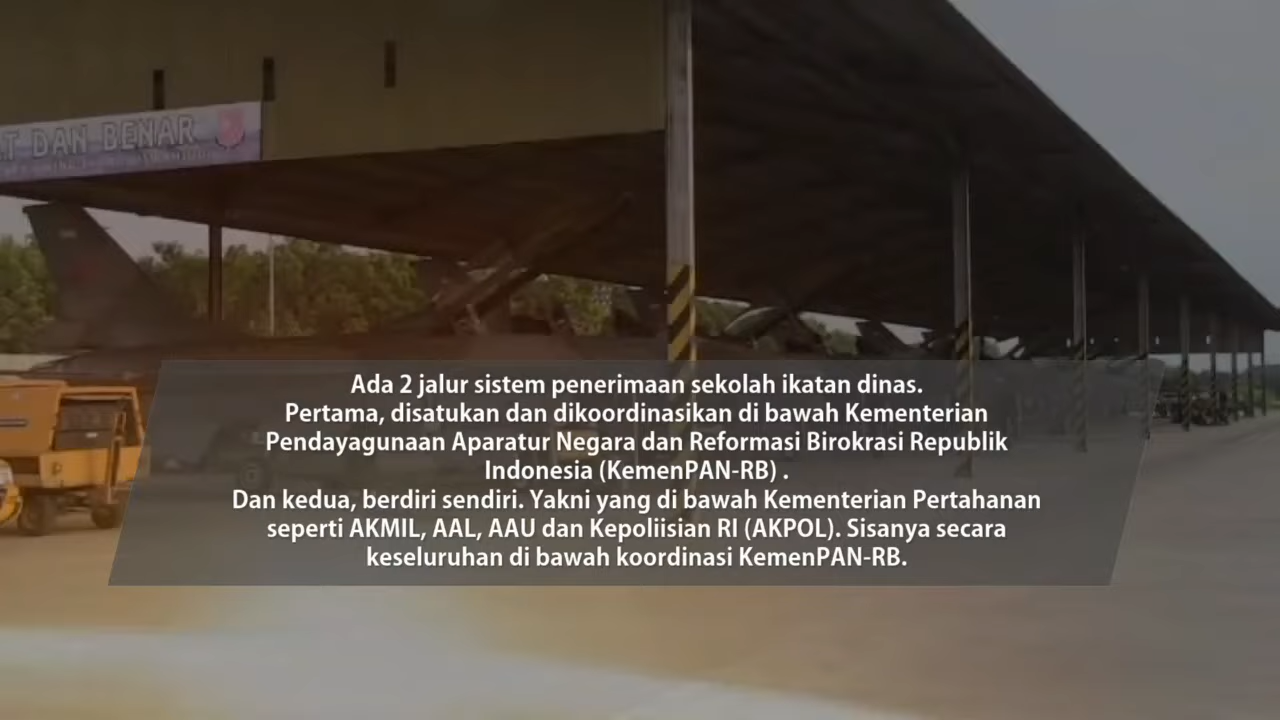 T DAN BENAR
Ada 2 jalur sistem penerimaan sekolah ikatan dinas.
Pertama, disatukan dan dikoordinasikan di bawah Kementerian
Pendayagunaan Aparatur Negara dan Reformasi Birokrasi Republik
Indonesia (KemenPAN-RB) .
Dan kedua, berdiri sendiri. Yakni yang di bawah Kementerian Pertahanan
seperti AKMIL, AAL, AAU dan Kepoliisian RI (AKPOL). Sisanya secara
keseluruhan di bawah koordinasi KemenPAN-RB.